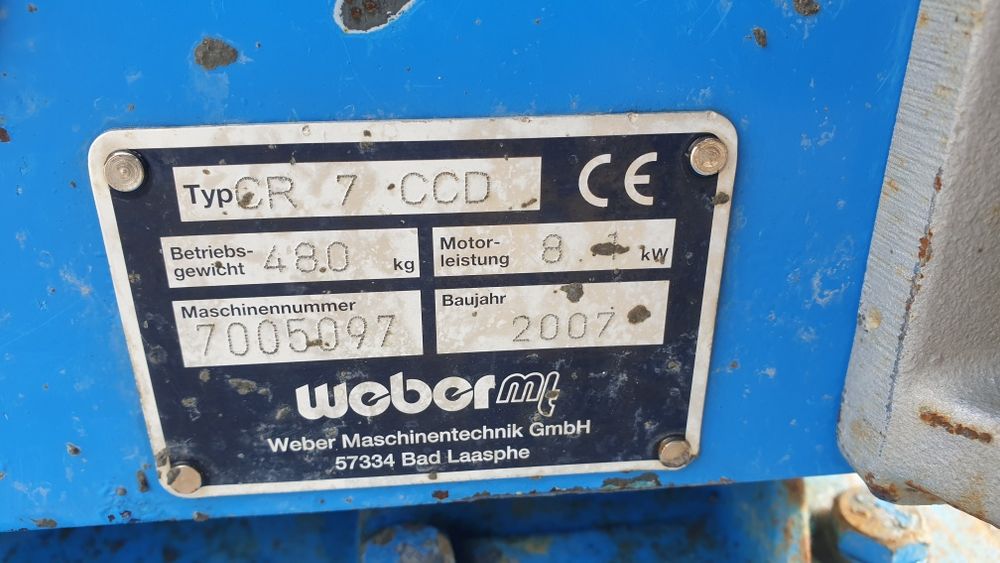 Typ CR 7 CCD CE
Betriebs-
gewicht 480 kg
Motor-
leistung 8.1 kW
Maschinennummer
7005097
Baujahr
2007
weber mt
Weber Maschinentechnik GmbH
57334 Bad Laasphe